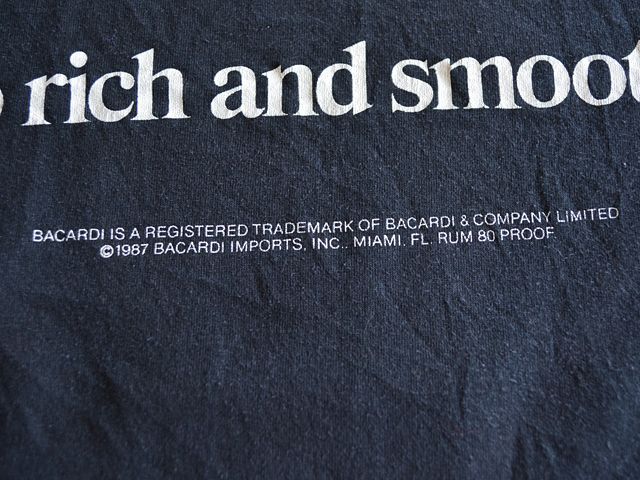 rich and smoot
BACARDI IS A REGISTERED TRADEMARK OF BACARDI & COMPANY LIMITED
©1987 BACARDI IMPORTS, INC., MIAMI, FL. RUM 80 PROOF